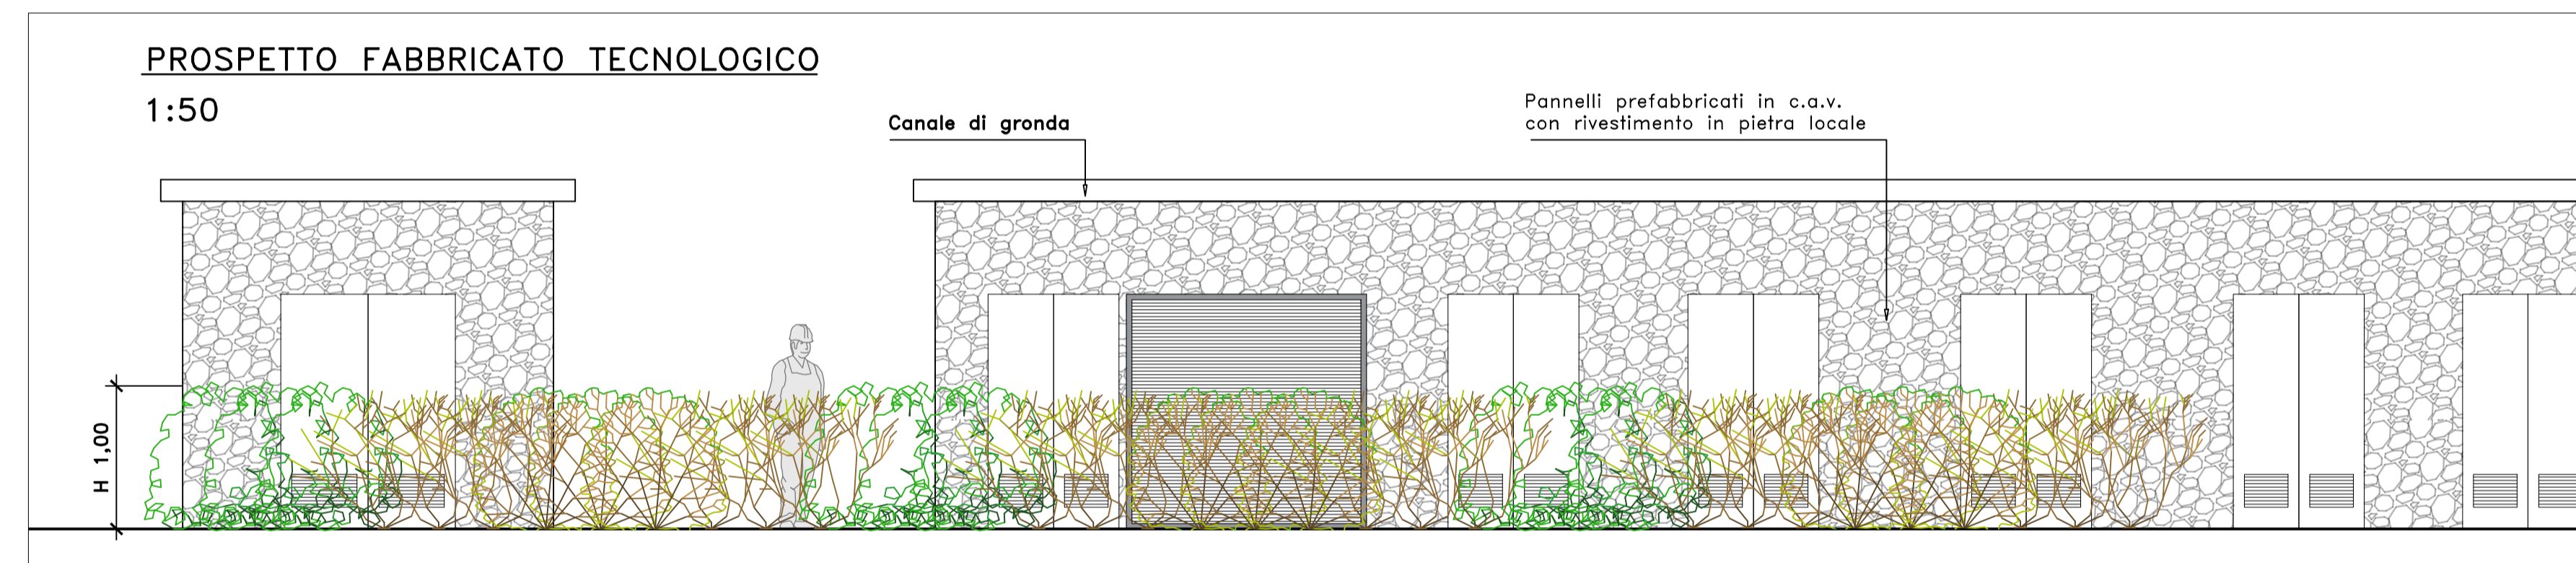 PROSPETTO FABBRICATO TECNOLOGICO
1:50
Canale di gronda
Pannelli prefabbricati in c.a.v.
con rivestimento in pietra locale
H 1,00